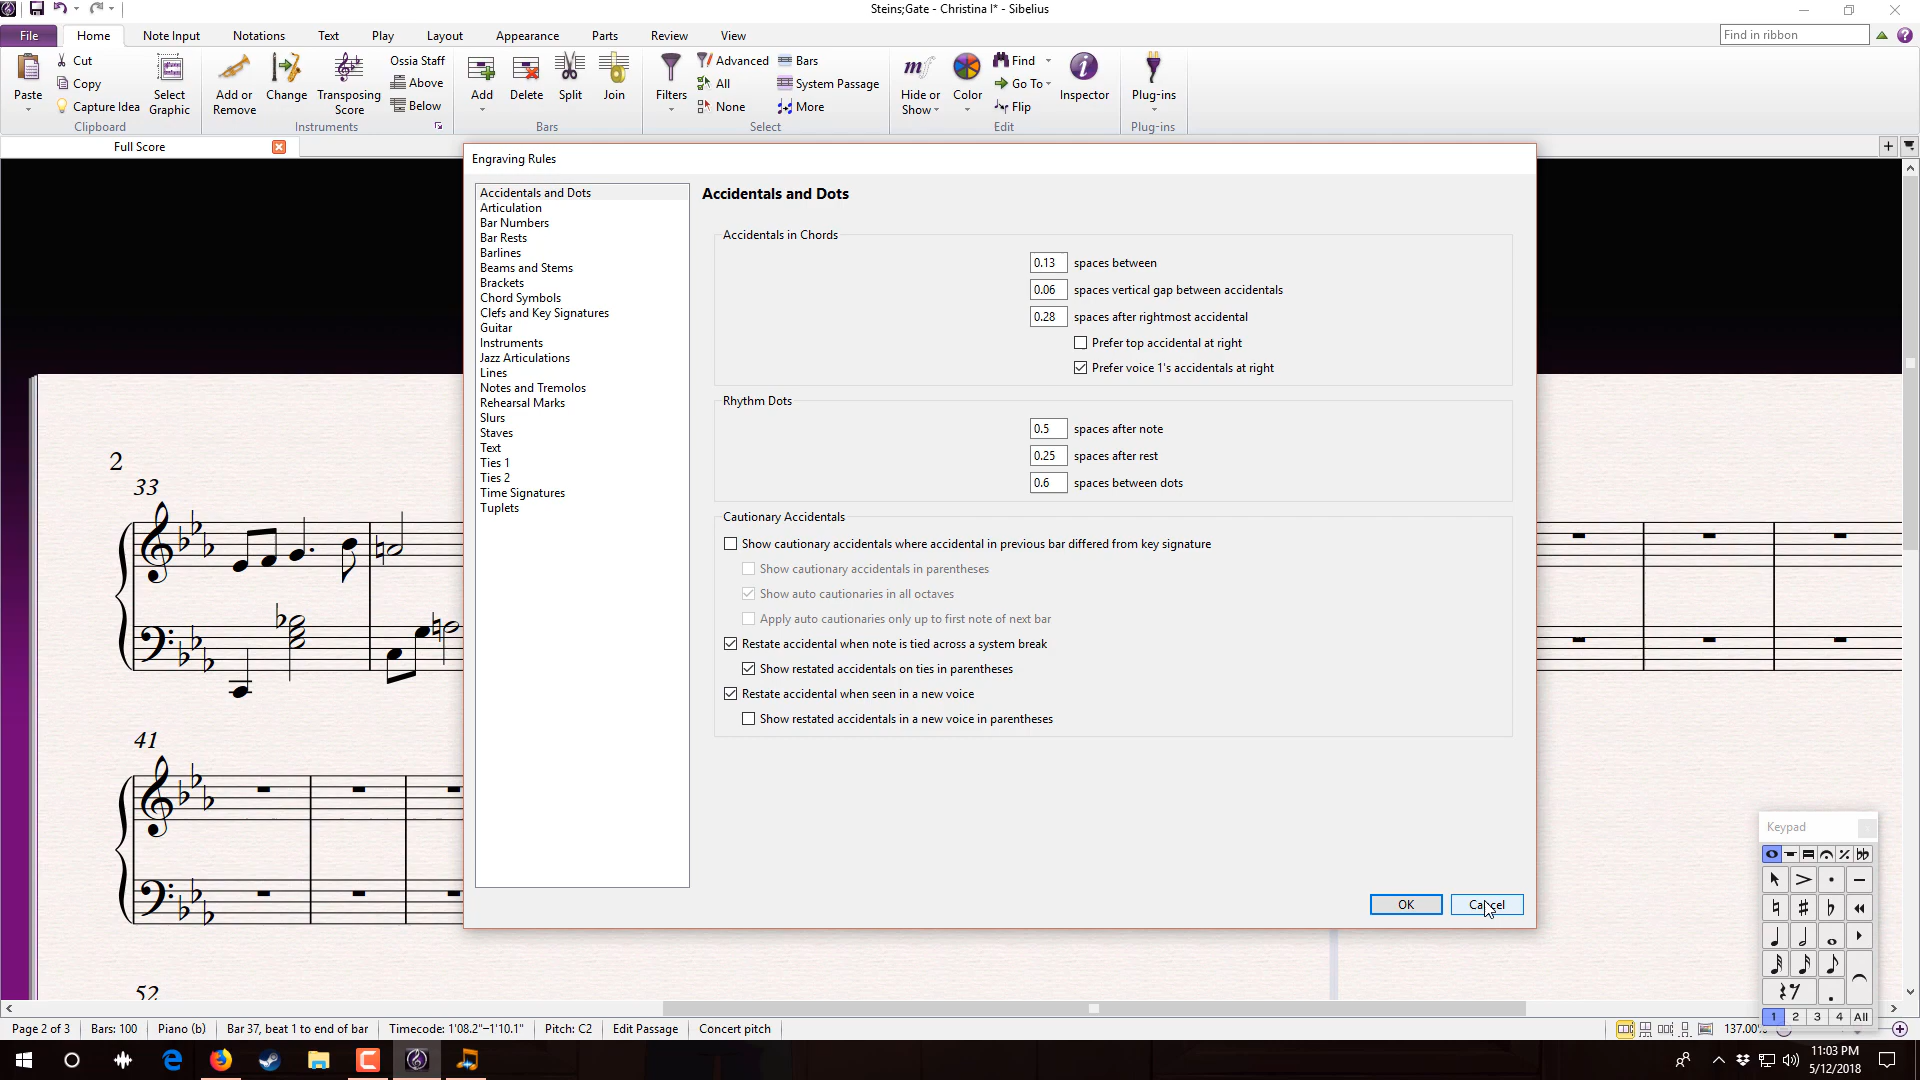 Steins;Gate - Christina I* - Sibelius
File Home Note Input Notations Text Play Layout Appearance Parts Review View Find in ribbon
Paste Cut Copy Capture Idea Select Graphic Clipboard
Add or Remove Change Transposing Score Ossia Staff Above Below Instruments
Add Delete Split Join Bars
Filters Advanced All None Bars System Passage More Select
Hide or Show Color Find Go To Flip Inspector Edit
Plug-ins Plug-ins
Full Score
Engraving Rules
Accidentals and Dots
Articulation
Bar Numbers
Bar Rests
Barlines
Beams and Stems
Brackets
Chord Symbols
Clefs and Key Signatures
Guitar
Instruments
Jazz Articulations
Lines
Notes and Tremolos
Rehearsal Marks
Slurs
Staves
Text
Ties 1
Ties 2
Time Signatures
Tuplets
Accidentals and Dots
Accidentals in Chords
0.13 spaces between
0.06 spaces vertical gap between accidentals
0.28 spaces after rightmost accidental
Prefer top accidental at right
Prefer voice 1's accidentals at right
Rhythm Dots
0.5 spaces after note
0.25 spaces after rest
0.6 spaces between dots
Cautionary Accidentals
Show cautionary accidentals where accidental in previous bar differed from key signature
Show cautionary accidentals in parentheses
Show auto cautionaries in all octaves
Apply auto cautionaries only up to first note of next bar
Restate accidental when note is tied across a system break
Show restated accidentals on ties in parentheses
Restate accidental when seen in a new voice
Show restated accidentals in a new voice in parentheses
OK Cancel
2
33
41
52
Keypad
1 2 3 4 All
Page 2 of 3 Bars: 100 Piano (b) Bar 37, beat 1 to end of bar Timecode: 1'08.2"–1'10.1" Pitch: C2 Edit Passage Concert pitch 137.00%
11:03 PM
5/12/2018